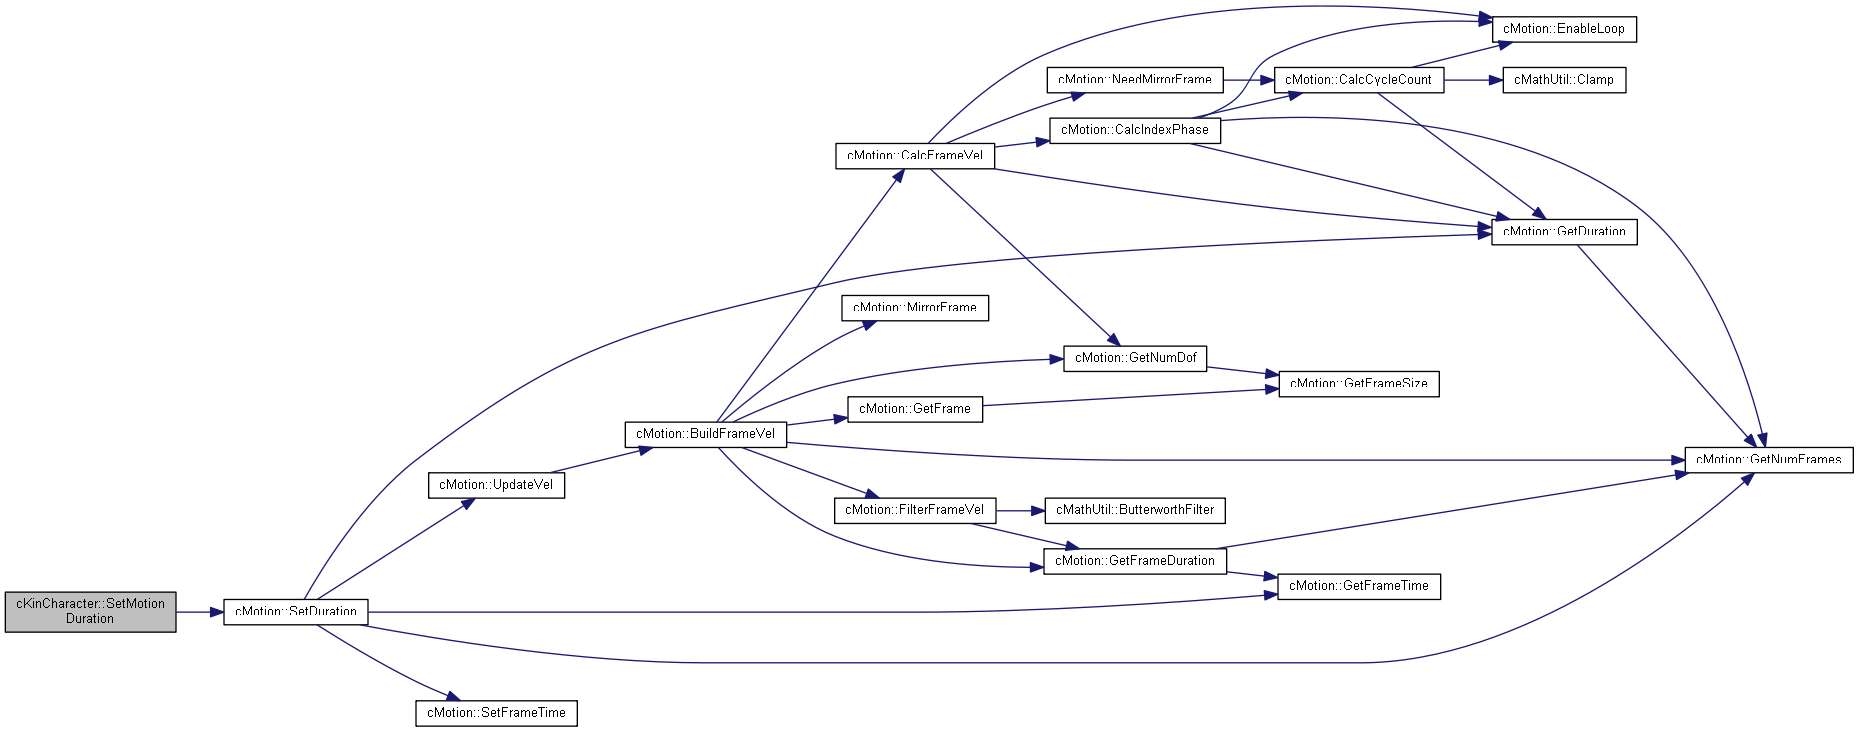 cMotion::EnableLoop
cMotion::NeedMirrorFrame
cMotion::CalcCycleCount
cMathUtil::Clamp
cMotion::CalcIndexPhase
cMotion::CalcFrameVel
cMotion::GetDuration
cMotion::MirrorFrame
cMotion::GetNumDof
cMotion::GetFrameSize
cMotion::GetFrame
cMotion::BuildFrameVel
cMotion::GetNumFrames
cMotion::UpdateVel
cMotion::FilterFrameVel
cMathUtil::ButterworthFilter
cMotion::GetFrameDuration
cMotion::GetFrameTime
cKinCharacter::SetMotion
Duration
cMotion::SetDuration
cMotion::SetFrameTime